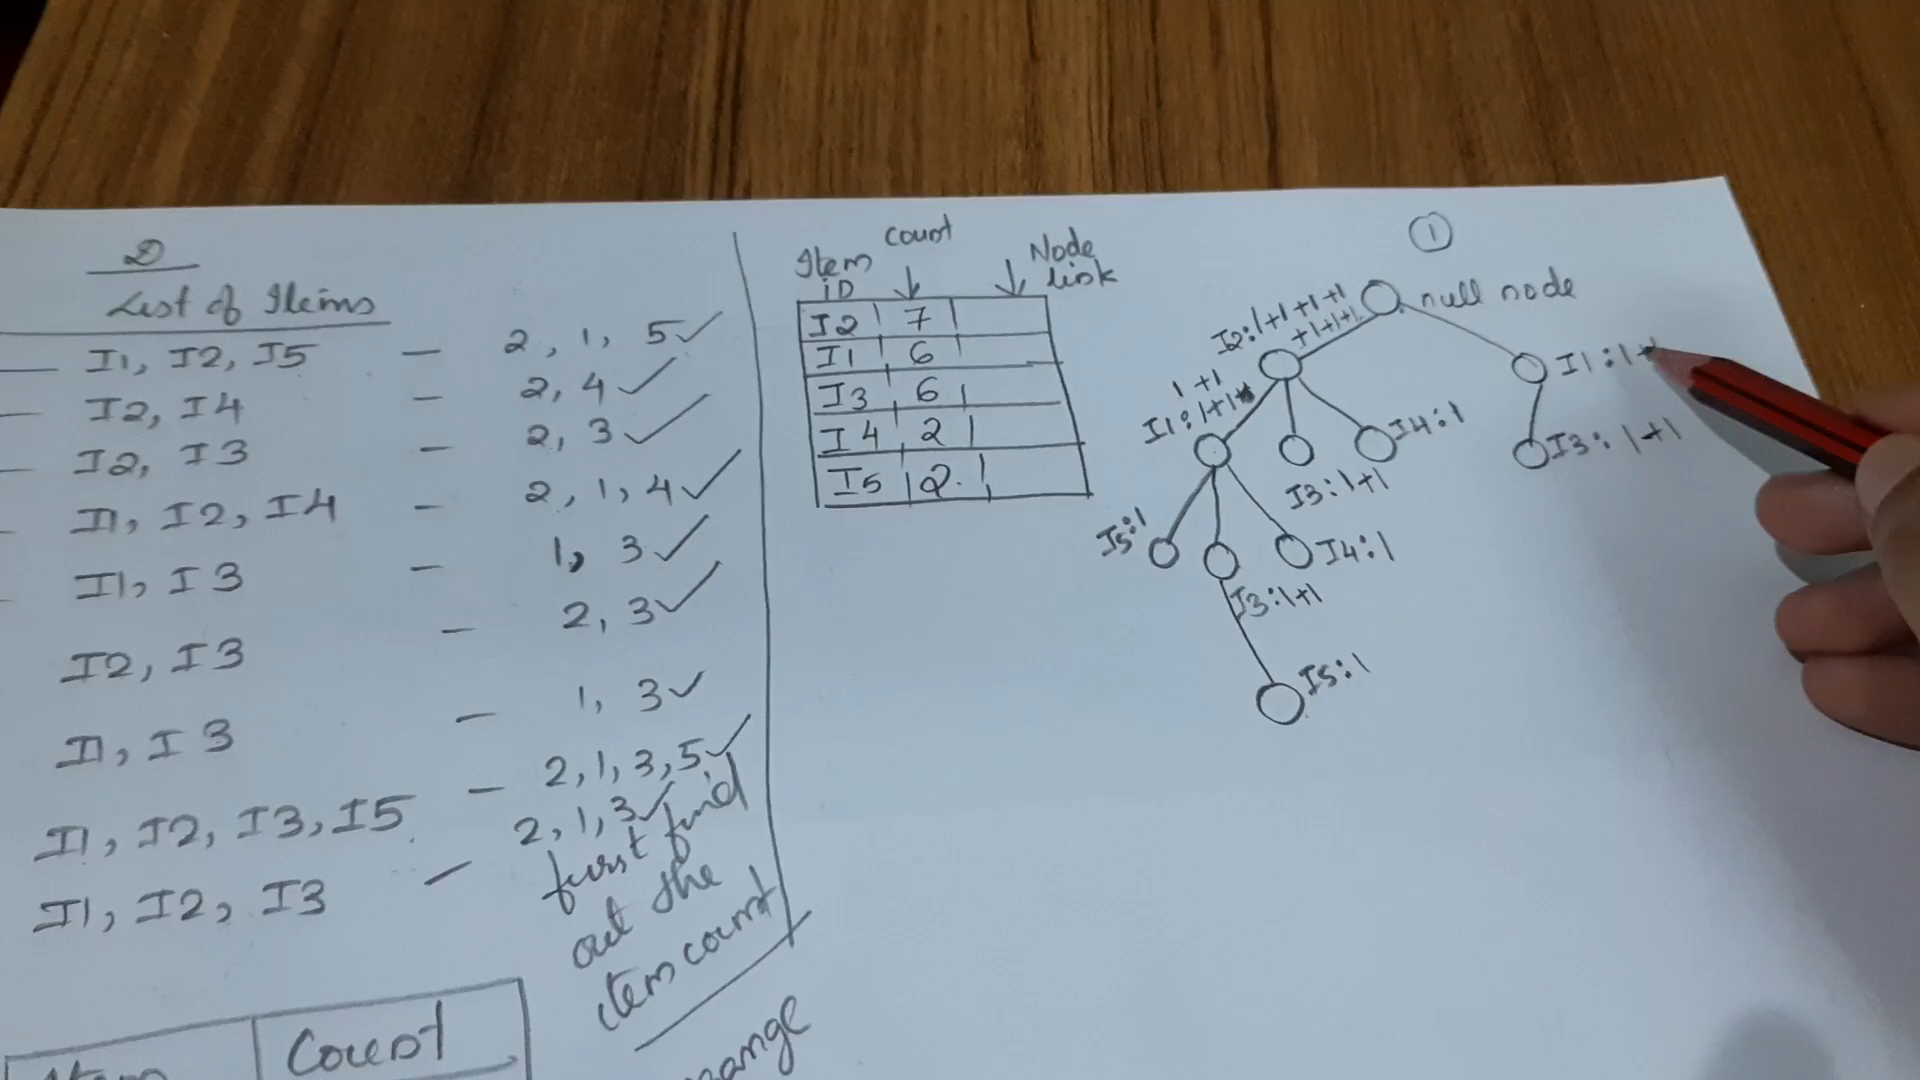 D
List of Items
I1, I2, I5 — 2, 1, 5 ✓
I2, I4 — 2, 4 ✓
I2, I3 — 2, 3 ✓
I1, I2, I4 — 2, 1, 4 ✓
I1, I3 — 1, 3 ✓
I2, I3 — 2, 3 ✓
I1, I3 — 1, 3 ✓
I1, I2, I3, I5 — 2, 1, 3, 5 ✓
I1, I2, I3 — 2, 1, 3 ✓
first find
out the
item count
Item
Count
Item ID
count
Node link
I2 7
I1 6
I3 6
I4 2
I5 2
1
null node
I2:1+1+1+1
+1+1+1
I1:1+1
1+1
I1:1+1+
I4:1
I3:1+1
I3:1+1
I5:1
I4:1
I3:1+1
I5:1